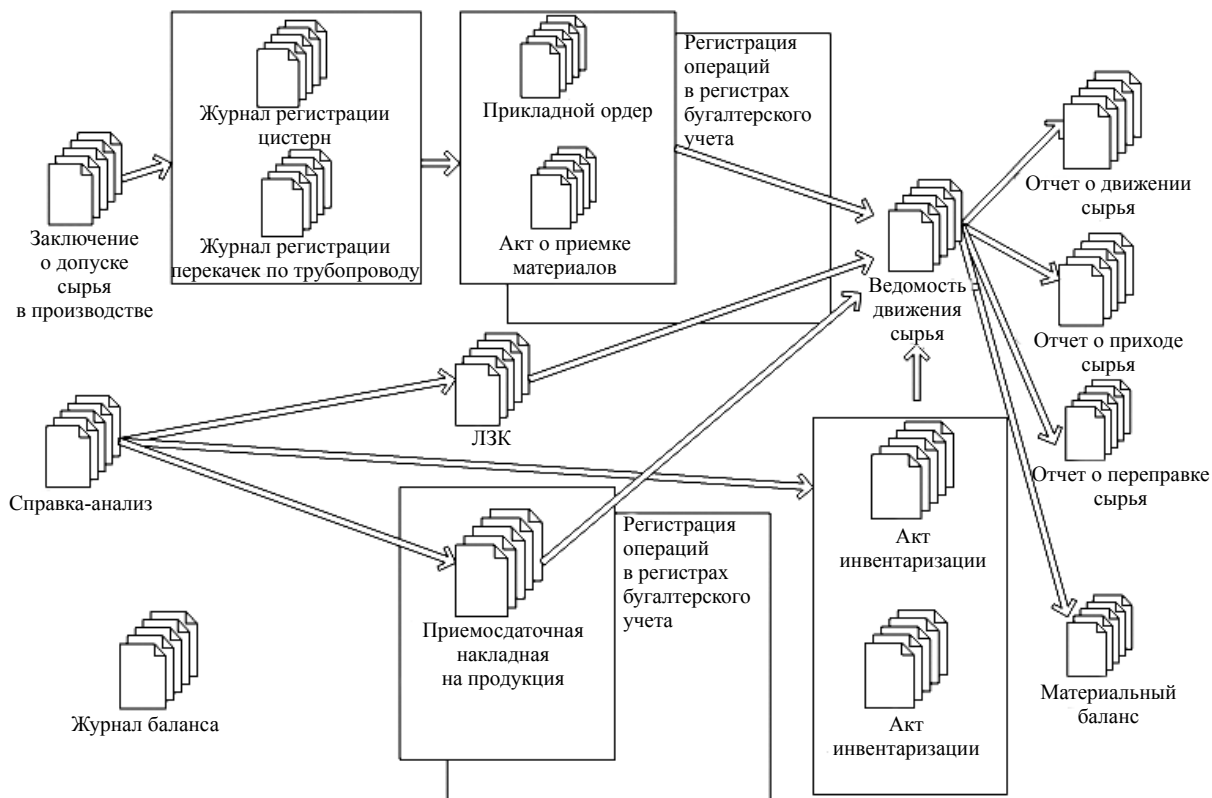 Заключение
о допуске
сырья
в производстве
Журнал регистрации
цистерн
Журнал регистрации
перекачек по трубопроводу
Прикладной ордер
Акт о приемке
материалов
Регистрация
операций
в регистрах
бугалтерского
учета
Ведомость
движения
сырья
Отчет о движении
сырья
Отчет о приходе
сырья
Отчет о переправке
сырья
Материальный
баланс
Справка-анализ
ЛЗК
Приемосдаточная
накладная
на продукция
Регистрация
операций
в регистрах
бугалтерского
учета
Акт
инвентаризации
Акт
инвентаризации
Журнал баланса